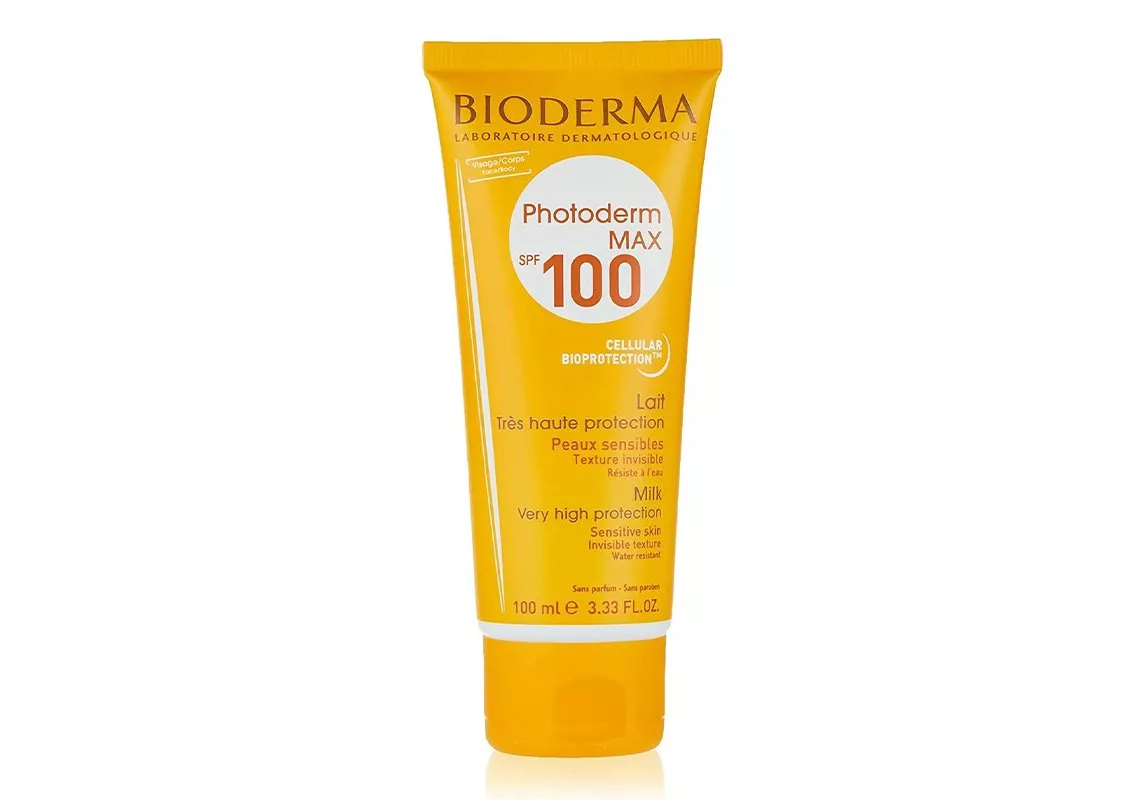 BIODERMA
LABORATOIRE DERMATOLOGIQUE
Visage/Corps
Face/Body
Photoderm
MAX
SPF 100
CELLULAR
BIOPROTECTION™
Lait
Très haute protection
Peaux sensibles
Texture invisible
Résiste à l'eau
Milk
Very high protection
Sensitive skin
Invisible texture
Water resistant
Sans parfum - Sans paraben
100 ml ℮ 3.33 FL.OZ.